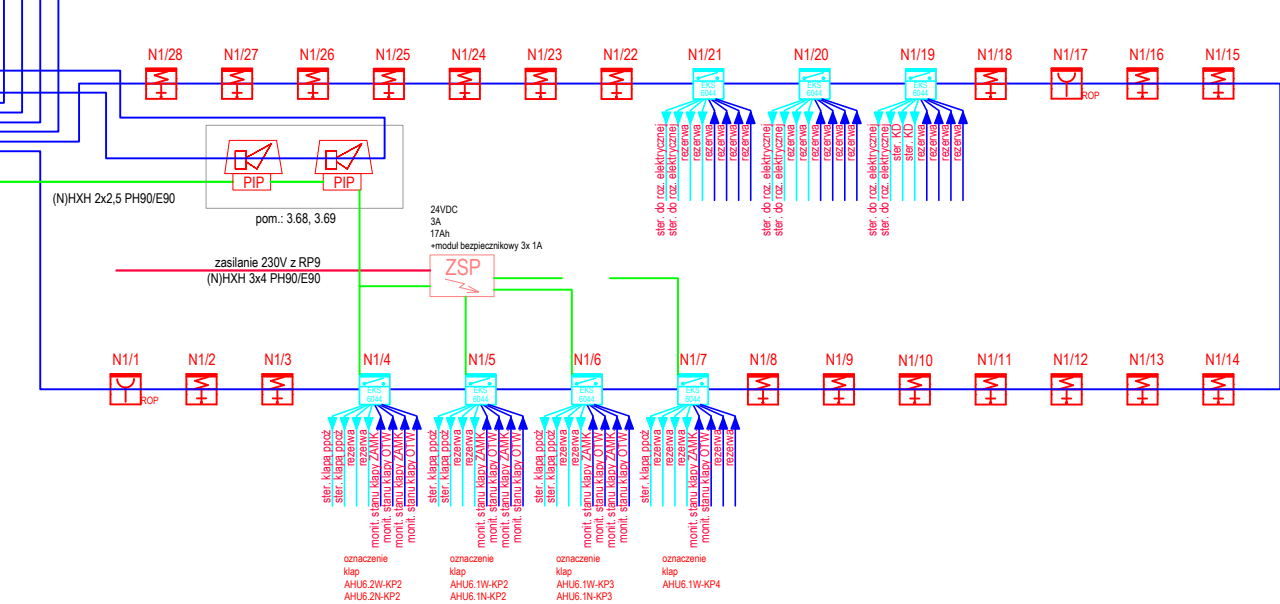 N1/28 N1/27 N1/26 N1/25 N1/24 N1/23 N1/22 N1/21 N1/20 N1/19 N1/18 N1/17 N1/16 N1/15
EKS 6044
EKS 6044
EKS 6044
ROP
ster. do roz. elektrycznej
ster. do roz. elektrycznej
rezerwa
rezerwa
rezerwa
rezerwa
rezerwa
rezerwa
ster. do roz. elektrycznej
ster. do roz. elektrycznej
rezerwa
rezerwa
rezerwa
rezerwa
rezerwa
rezerwa
ster. do roz. elektrycznej
ster. do roz. elektrycznej
ster. KD
ster. KD
rezerwa
rezerwa
rezerwa
rezerwa
PIP PIP
(N)HXH 2x2,5 PH90/E90
pom.: 3.68, 3.69
24VDC
3A
17Ah
+moduł bezpiecznikowy 3x 1A
zasilanie 230V z RP9
(N)HXH 3x4 PH90/E90
ZSP
N1/1 N1/2 N1/3 N1/4 N1/5 N1/6 N1/7 N1/8 N1/9 N1/10 N1/11 N1/12 N1/13 N1/14
ROP
EKS 6044
EKS 6044
EKS 6044
EKS 6044
ster. klapa ppoż
ster. klapa ppoż
rezerwa
rezerwa
monit. stanu klapy ZAMK
monit. stanu klapy OTW
monit. stanu klapy ZAMK
monit. stanu klapy OTW
ster. klapa ppoż
ster. klapa ppoż
rezerwa
rezerwa
monit. stanu klapy ZAMK
monit. stanu klapy OTW
monit. stanu klapy ZAMK
monit. stanu klapy OTW
ster. klapa ppoż
ster. klapa ppoż
rezerwa
rezerwa
monit. stanu klapy ZAMK
monit. stanu klapy OTW
monit. stanu klapy ZAMK
monit. stanu klapy OTW
ster. klapa ppoż
rezerwa
rezerwa
rezerwa
monit. stanu klapy ZAMK
monit. stanu klapy OTW
rezerwa
rezerwa
oznaczenie
klap
AHU6.2W-KP2
AHU6.2N-KP2
oznaczenie
klap
AHU6.1W-KP2
AHU6.1N-KP2
oznaczenie
klap
AHU6.1W-KP3
AHU6.1N-KP3
oznaczenie
klap
AHU6.1W-KP4